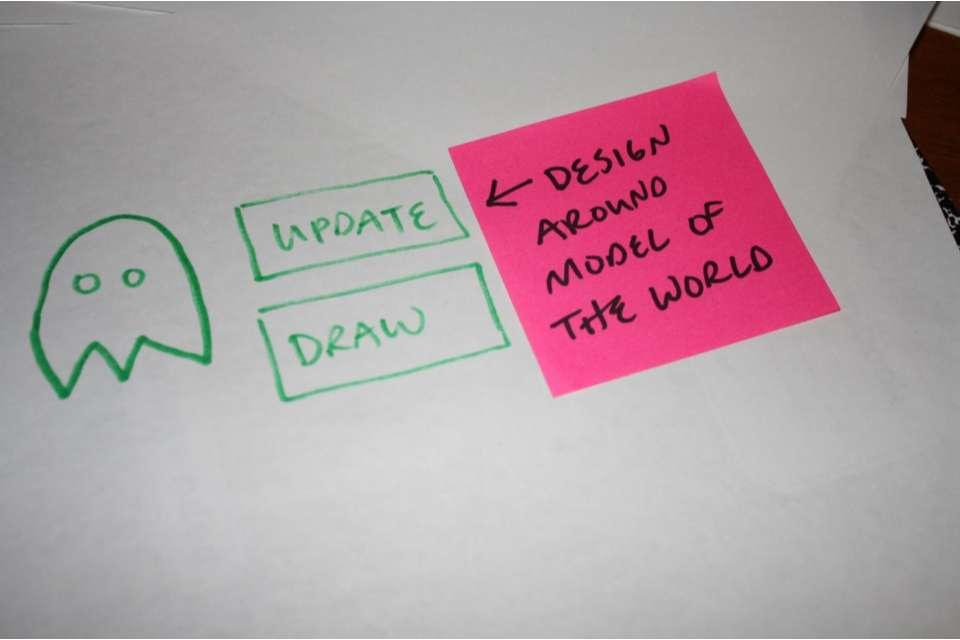 UPDATE
DRAW
← DESIGN
AROUND
MODEL OF
THE WORLD